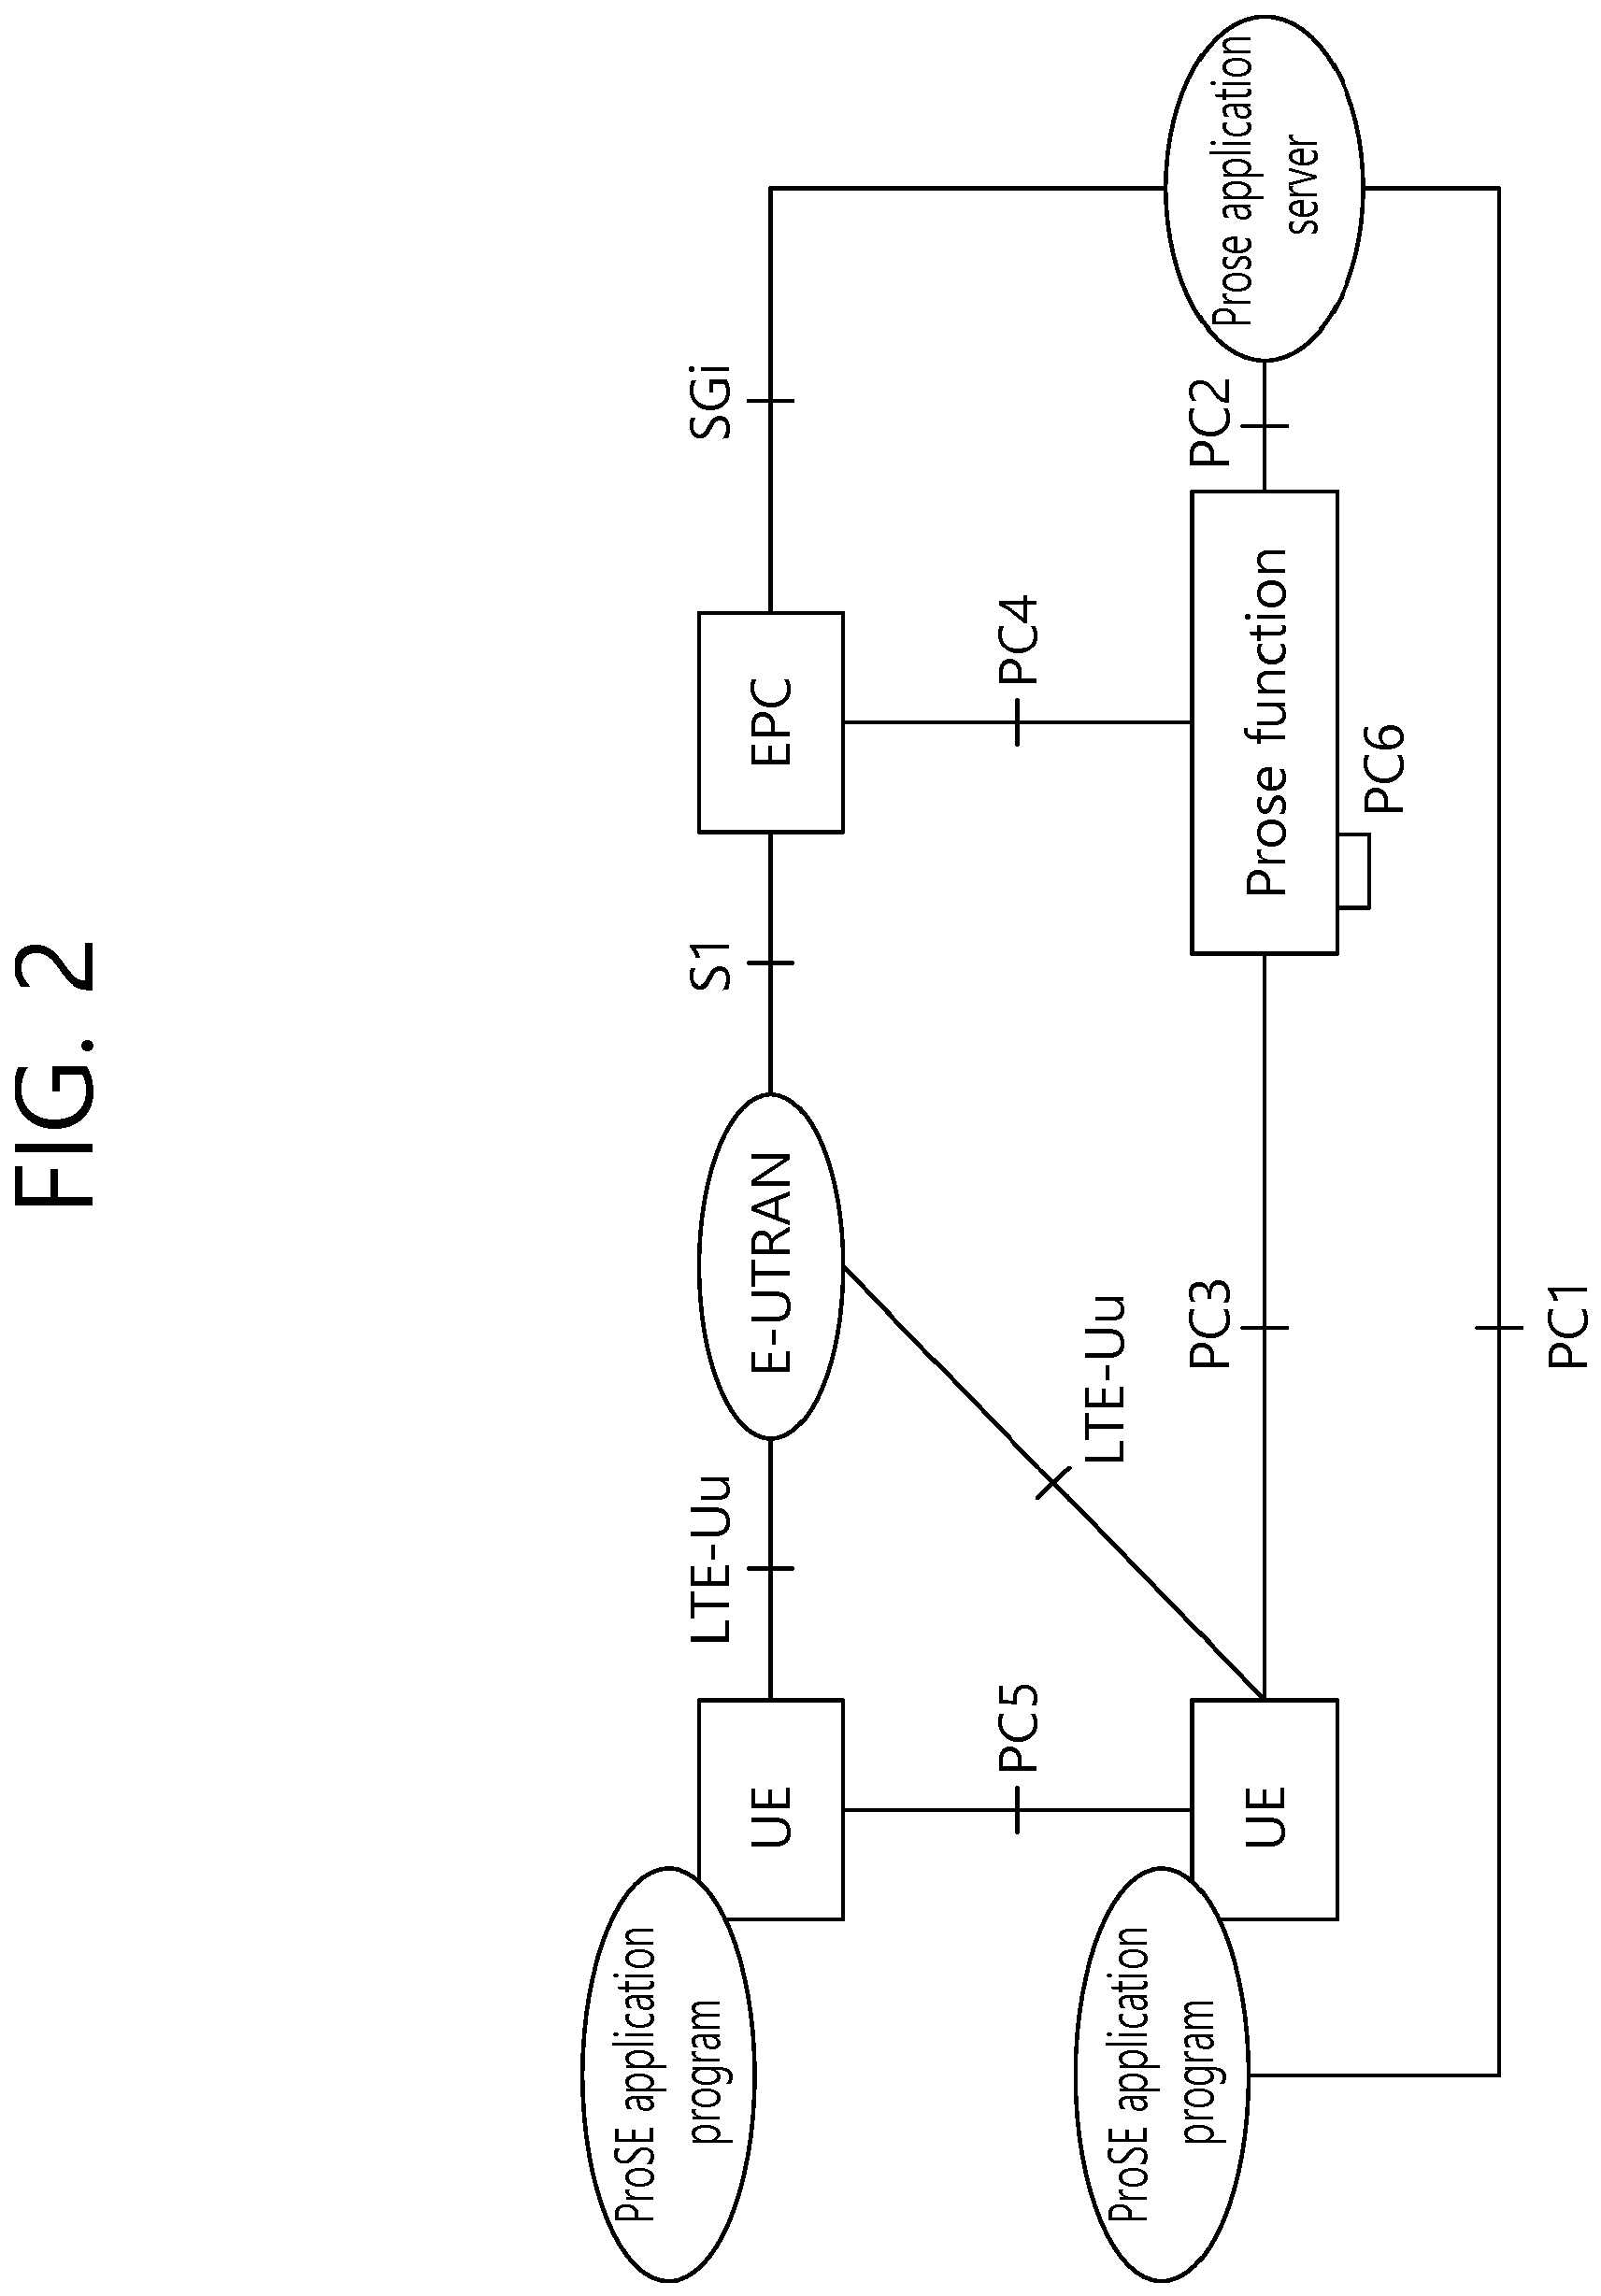 FIG. 2
ProSE application
program
UE
LTE-Uu
E-UTRAN
S1
EPC
SGi
PC5
LTE-Uu
PC4
ProSE application
program
UE
PC3
Prose function
PC2
Prose application
server
PC6
PC1